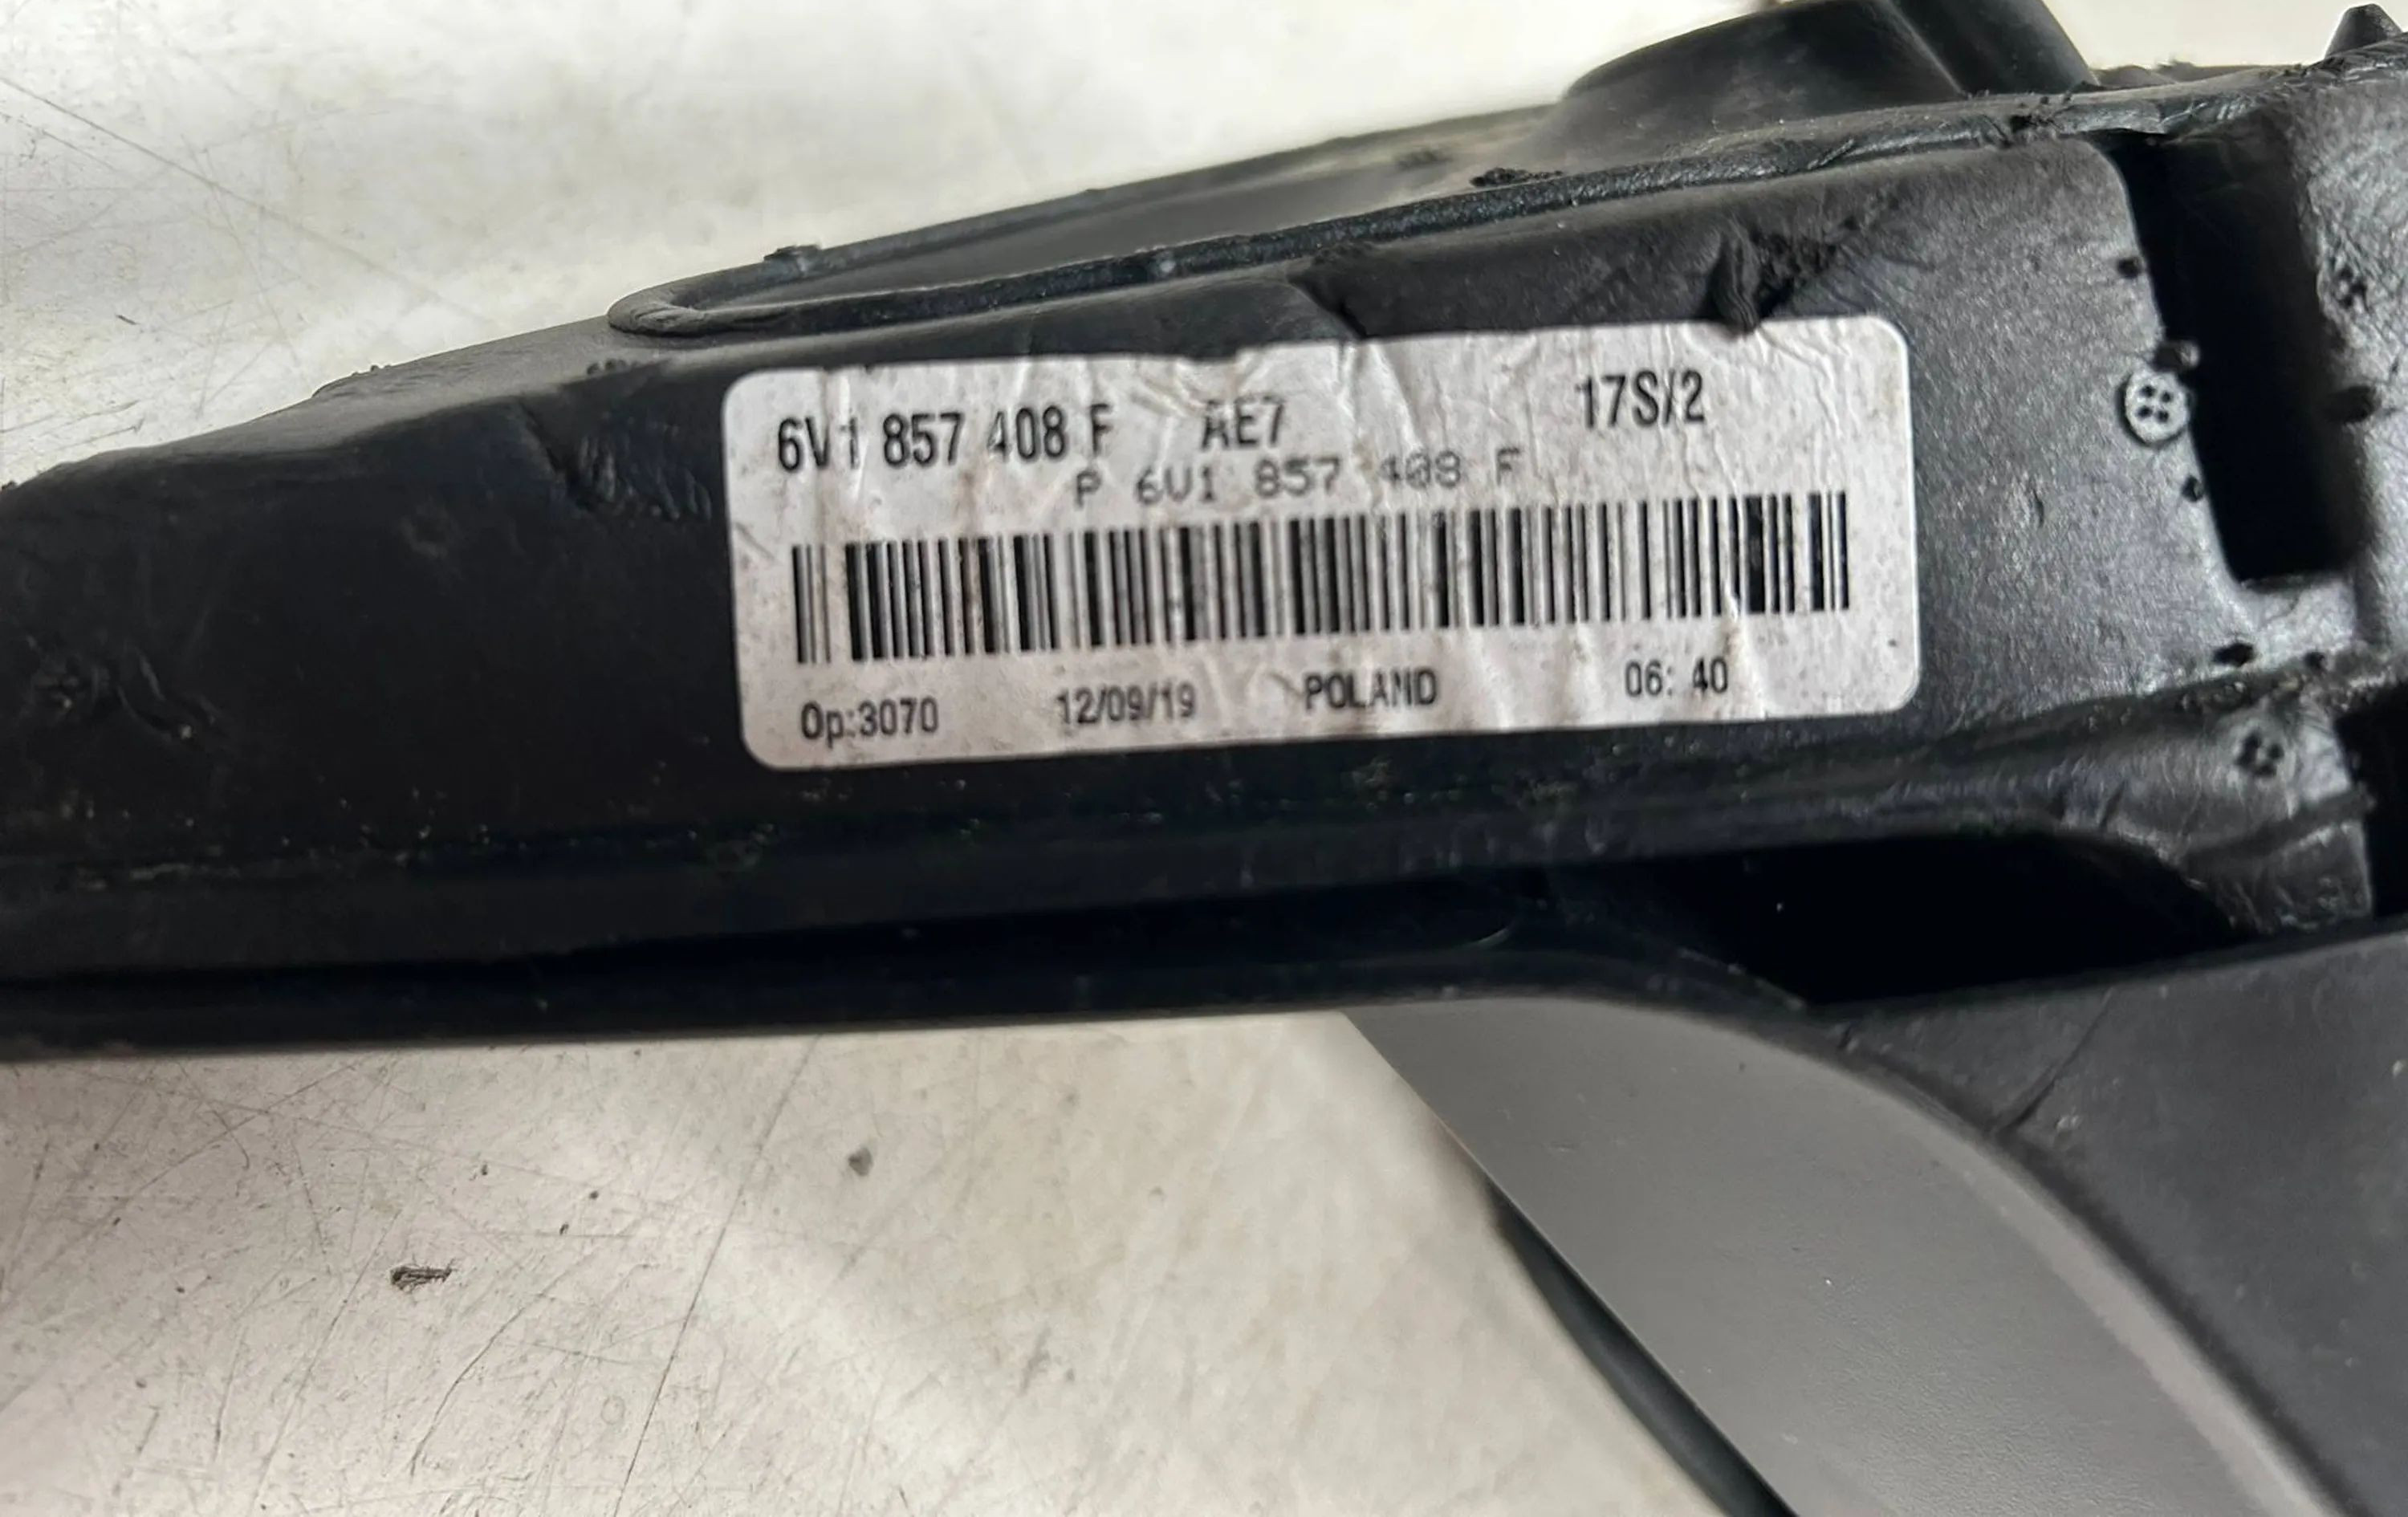 6V1 857 408 F AE7 17S/2
P 6V1 857 408 F
Op:3070 12/09/19 POLAND 06: 40